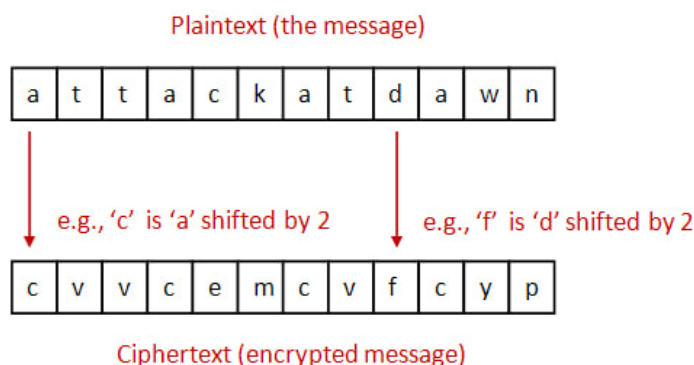 Plaintext (the message)
a t t a c k a t d a w n
e.g., ‘c’ is ‘a’ shifted by 2 e.g., ‘f’ is ‘d’ shifted by 2
c v v c e m c v f c y p
Ciphertext (encrypted message)